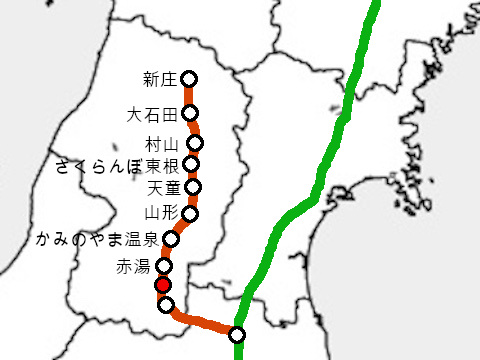 新庄
大石田
村山
さくらんぼ東根
天童
山形
かみのやま温泉
赤湯